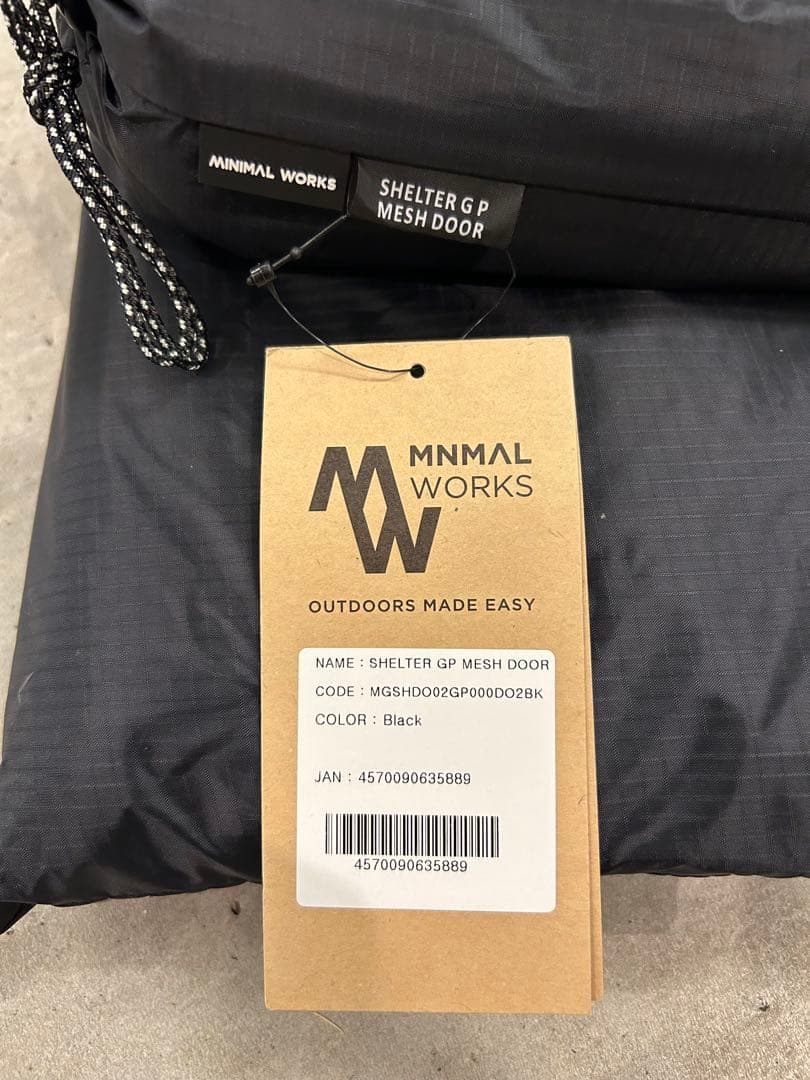 MINIMAL WORKS
SHELTER G P
MESH DOOR
MW
MNMAL
WORKS
OUTDOORS MADE EASY
NAME : SHELTER GP MESH DOOR
CODE : MGSHDO02GP000DO2BK
COLOR : Black
JAN : 4570090635889
4570090635889